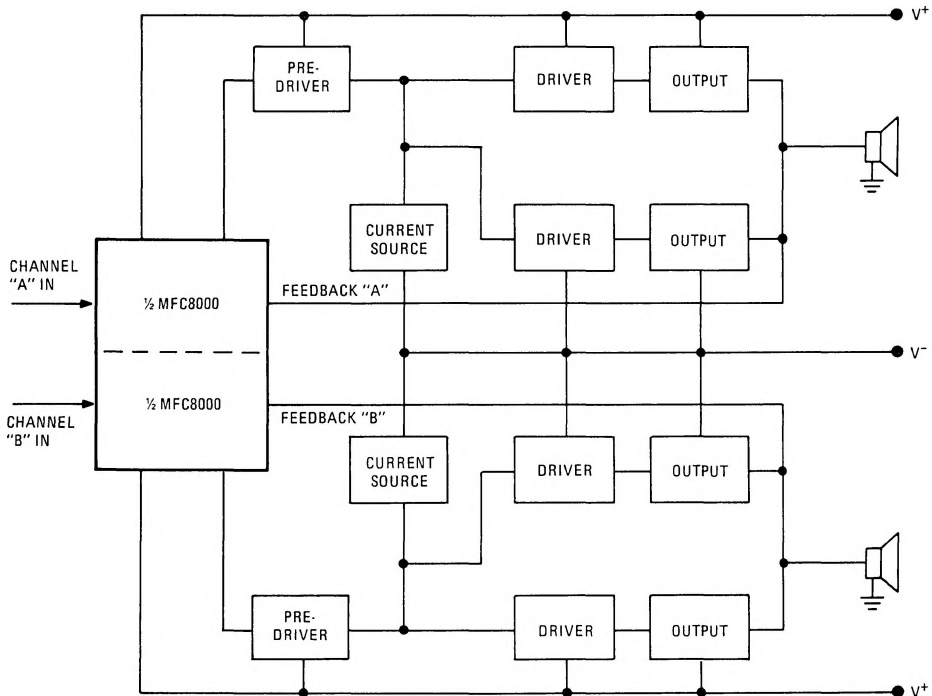 V+
PRE-
DRIVER
DRIVER
OUTPUT
CURRENT
SOURCE
DRIVER
OUTPUT
CHANNEL
"A" IN
½ MFC8000
FEEDBACK "A"
V-
CHANNEL
"B" IN
½ MFC8000
FEEDBACK "B"
CURRENT
SOURCE
DRIVER
OUTPUT
PRE-
DRIVER
DRIVER
OUTPUT
V+